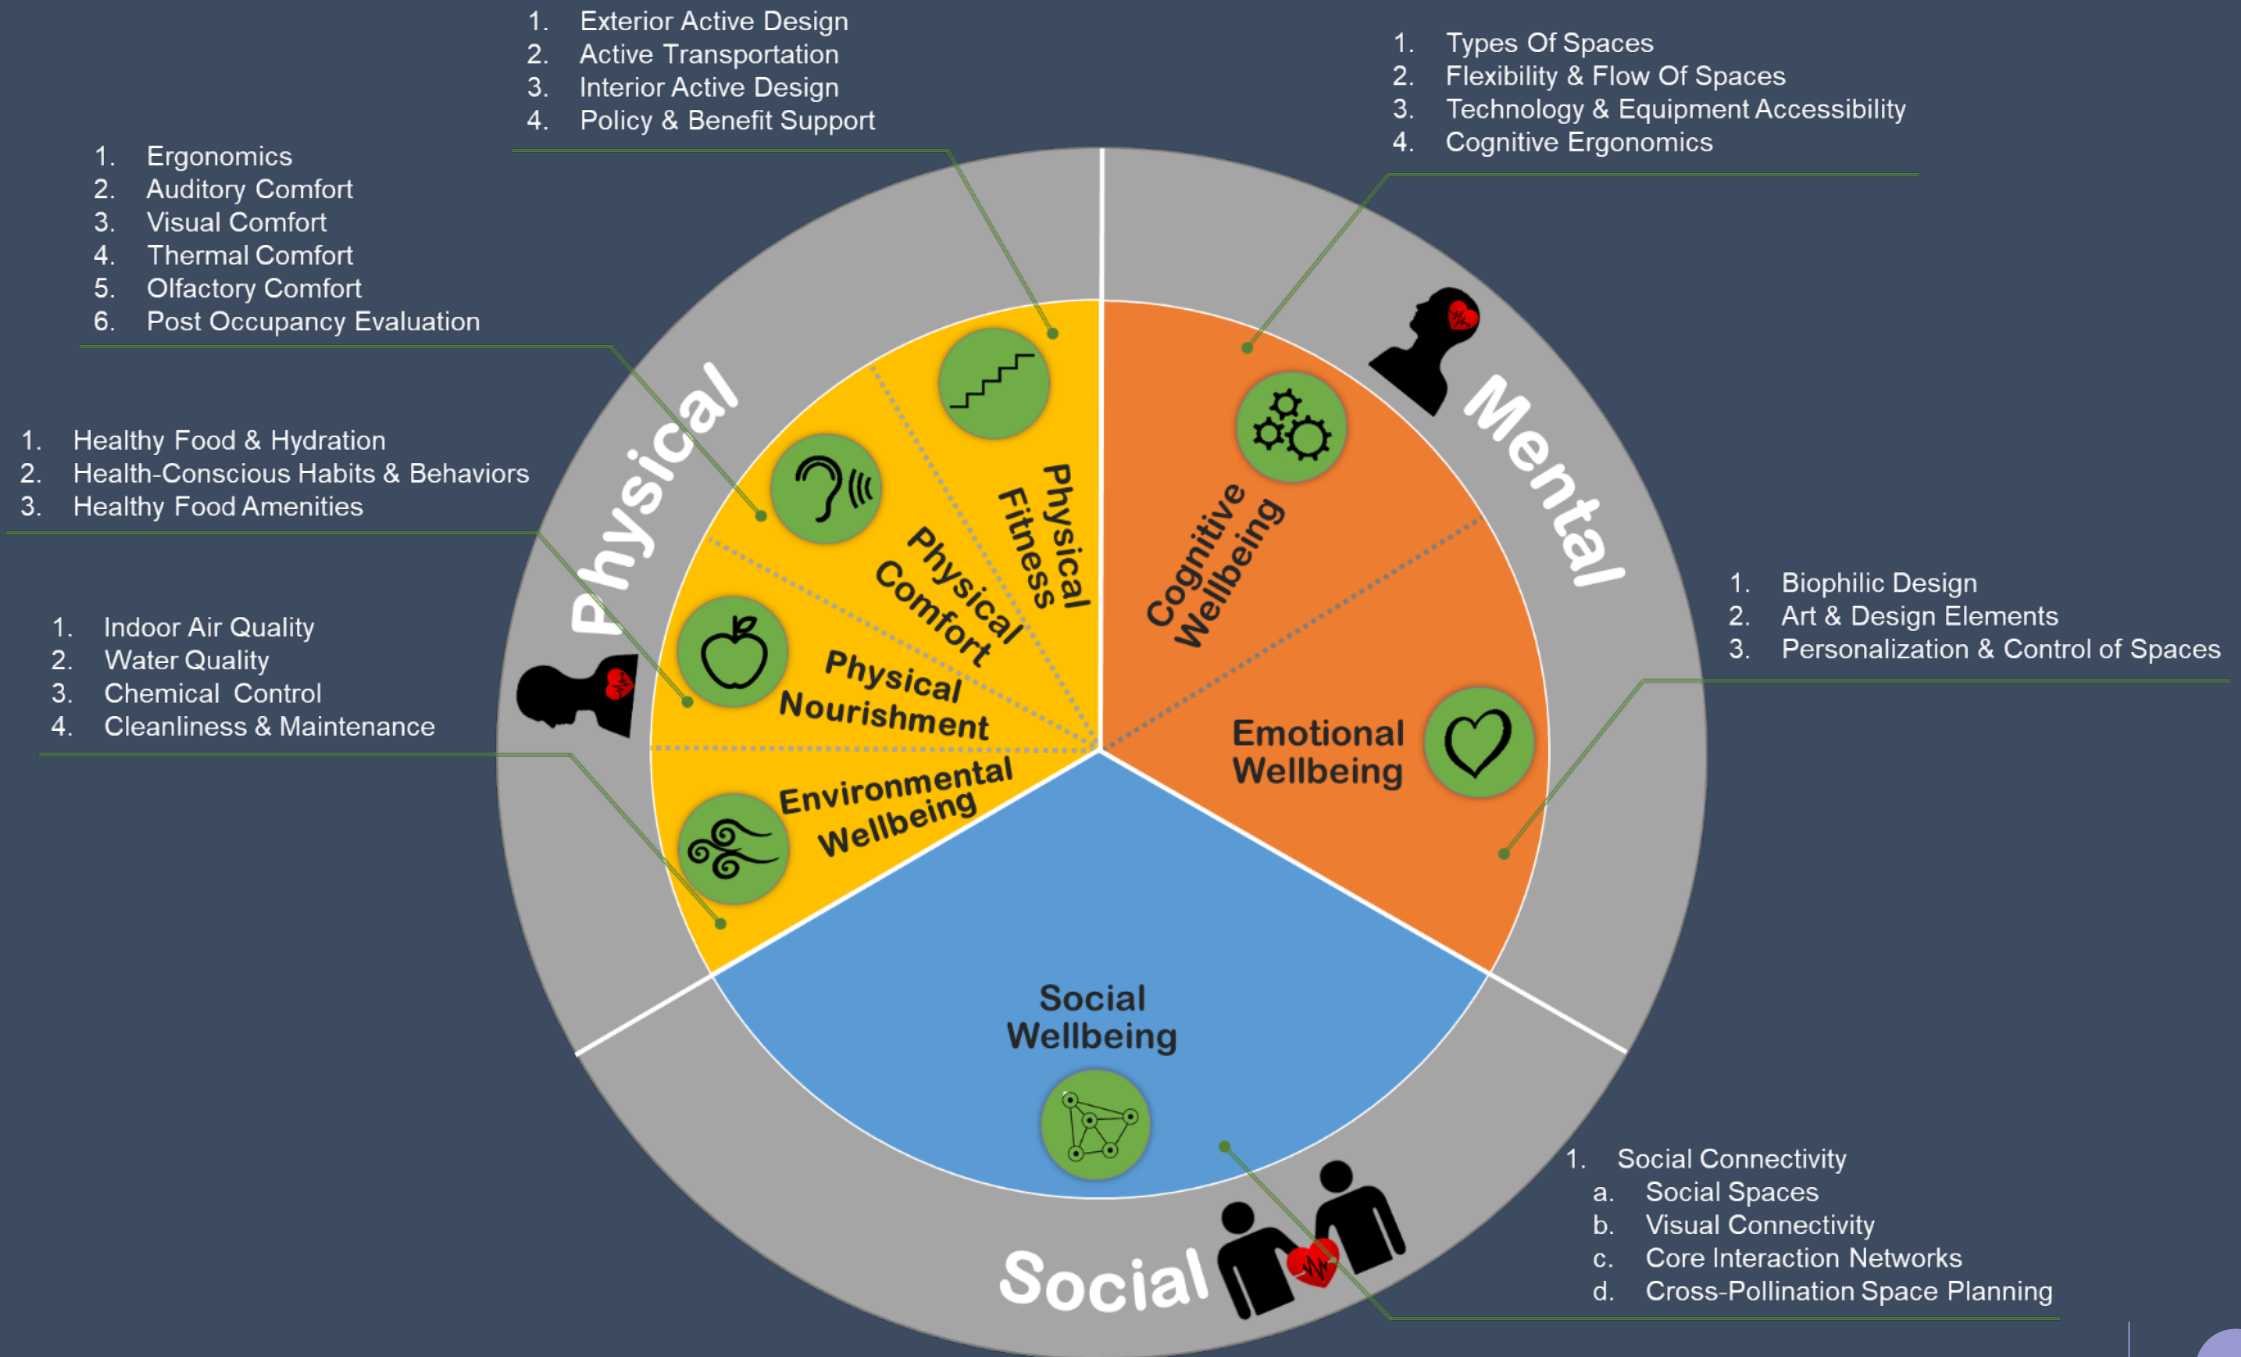 1. Exterior Active Design
2. Active Transportation
3. Interior Active Design
4. Policy & Benefit Support
1. Types Of Spaces
2. Flexibility & Flow Of Spaces
3. Technology & Equipment Accessibility
4. Cognitive Ergonomics
1. Ergonomics
2. Auditory Comfort
3. Visual Comfort
4. Thermal Comfort
5. Olfactory Comfort
6. Post Occupancy Evaluation
1. Healthy Food & Hydration
2. Health-Conscious Habits & Behaviors
3. Healthy Food Amenities
1. Indoor Air Quality
2. Water Quality
3. Chemical Control
4. Cleanliness & Maintenance
1. Biophilic Design
2. Art & Design Elements
3. Personalization & Control of Spaces
Physical
Mental
Physical
Fitness
Physical
Comfort
Physical
Nourishment
Environmental
Wellbeing
Cognitive
Wellbeing
Emotional
Wellbeing
Social
Wellbeing
Social
1. Social Connectivity
a. Social Spaces
b. Visual Connectivity
c. Core Interaction Networks
d. Cross-Pollination Space Planning